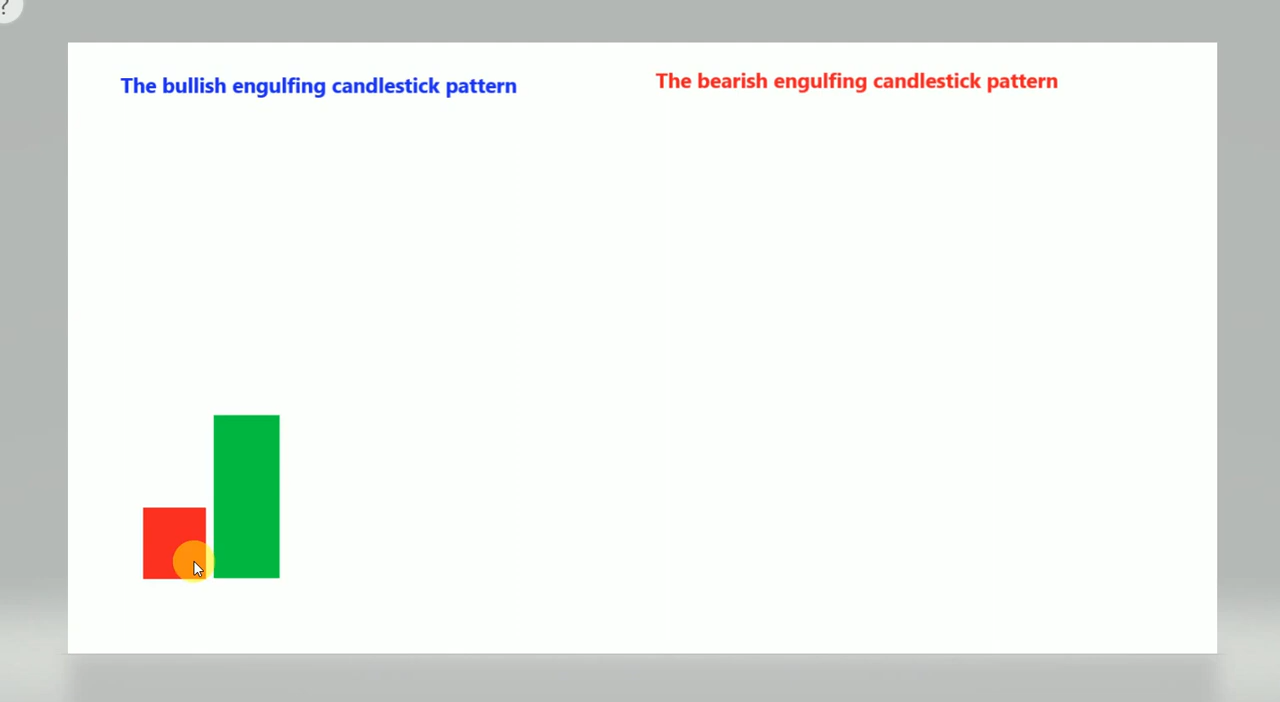 ?
The bullish engulfing candlestick pattern
The bearish engulfing candlestick pattern